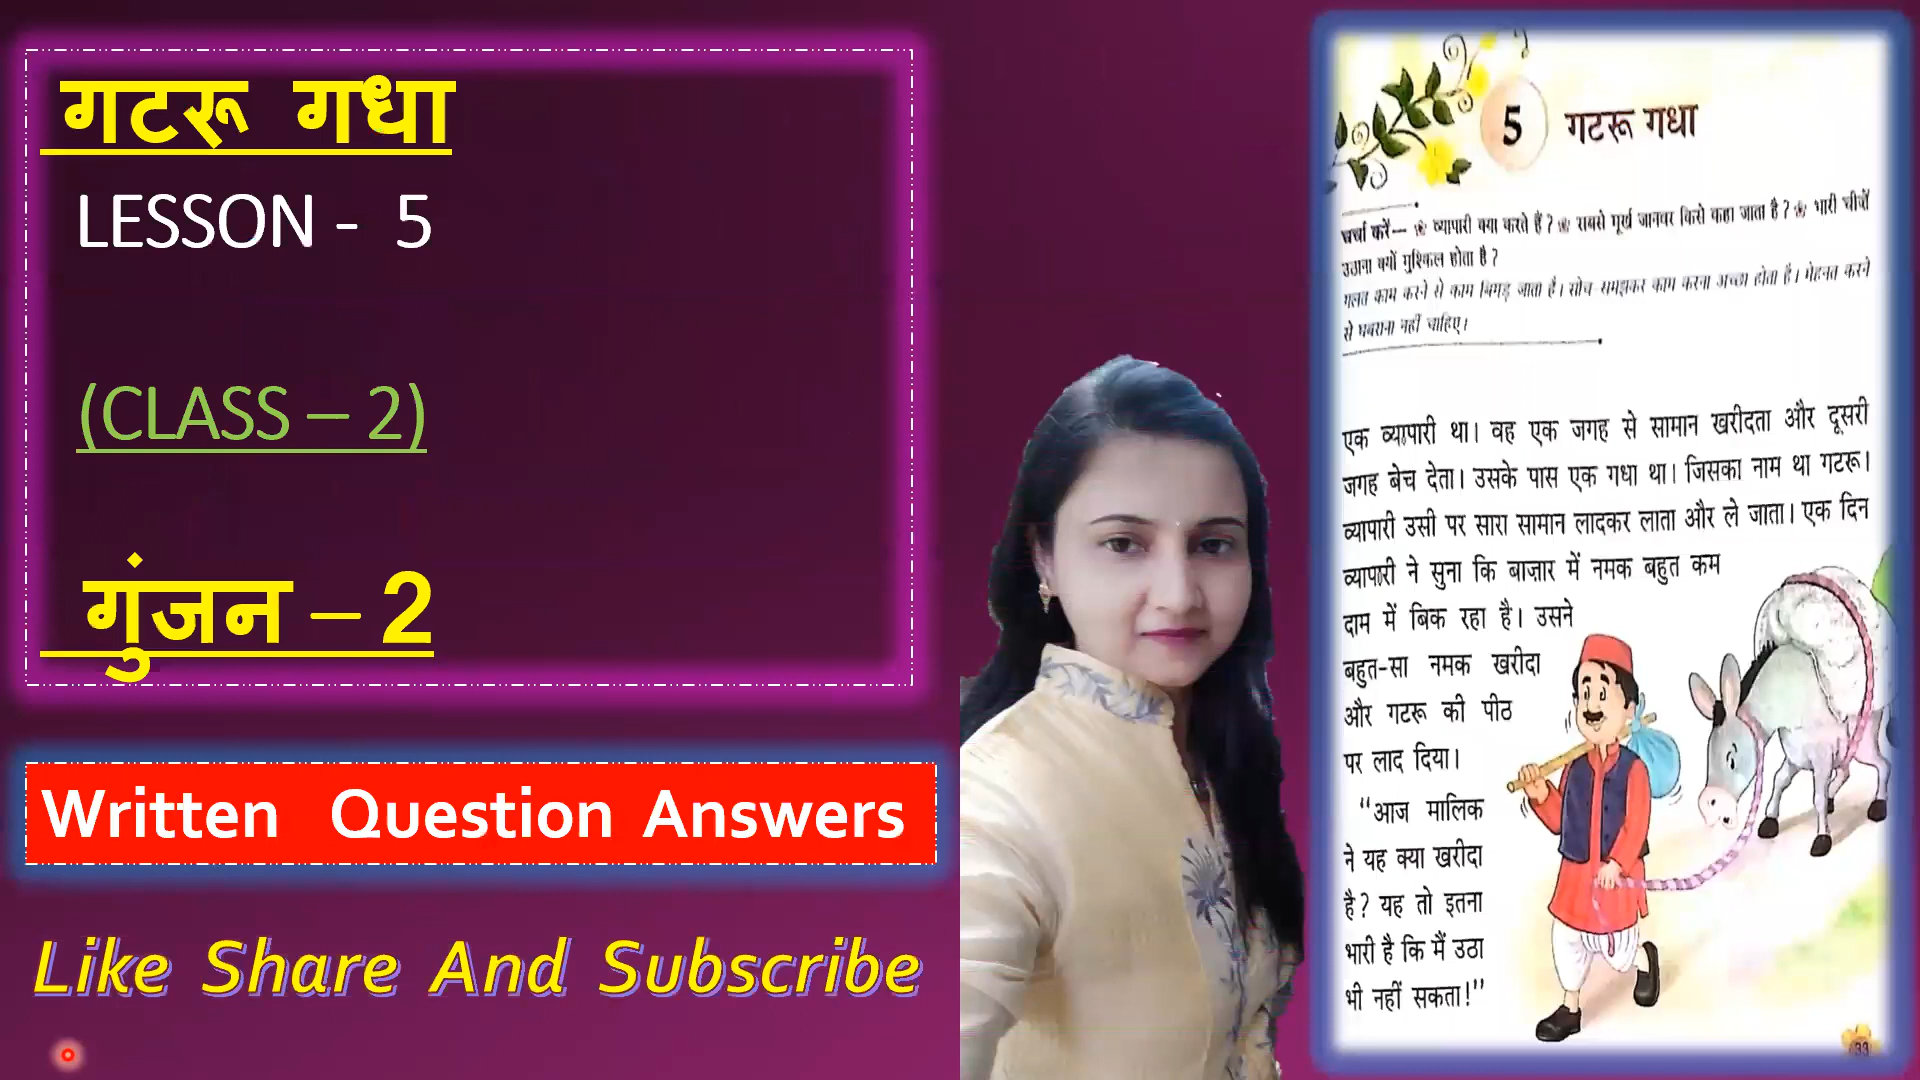 गटरू गधा
LESSON - 5
(CLASS – 2)
गुंजन – 2
Written Question Answers
Like Share And Subscribe
5 गटरू गधा
चर्चा करें— व्यापारी क्या करते हैं? सबसे मूर्ख जानवर किसे कहा जाता है? भारी चीज़ें
उठाना क्यों मुश्किल होता है?
गलत काम करने से काम बिगड़ जाता है। सोच-समझकर काम करना अच्छा होता है। मेहनत करने
से घबराना नहीं चाहिए।
एक व्यापारी था। वह एक जगह से सामान खरीदता और दूसरी
जगह बेच देता। उसके पास एक गधा था। जिसका नाम था गटरू।
व्यापारी उसी पर सारा सामान लादकर लाता और ले जाता। एक दिन
व्यापारी ने सुना कि बाज़ार में नमक बहुत कम
दाम में बिक रहा है। उसने
बहुत-सा नमक खरीदा
और गटरू की पीठ
पर लाद दिया।
“आज मालिक
ने यह क्या खरीदा
है? यह तो इतना
भारी है कि मैं उठा
भी नहीं सकता!”
33